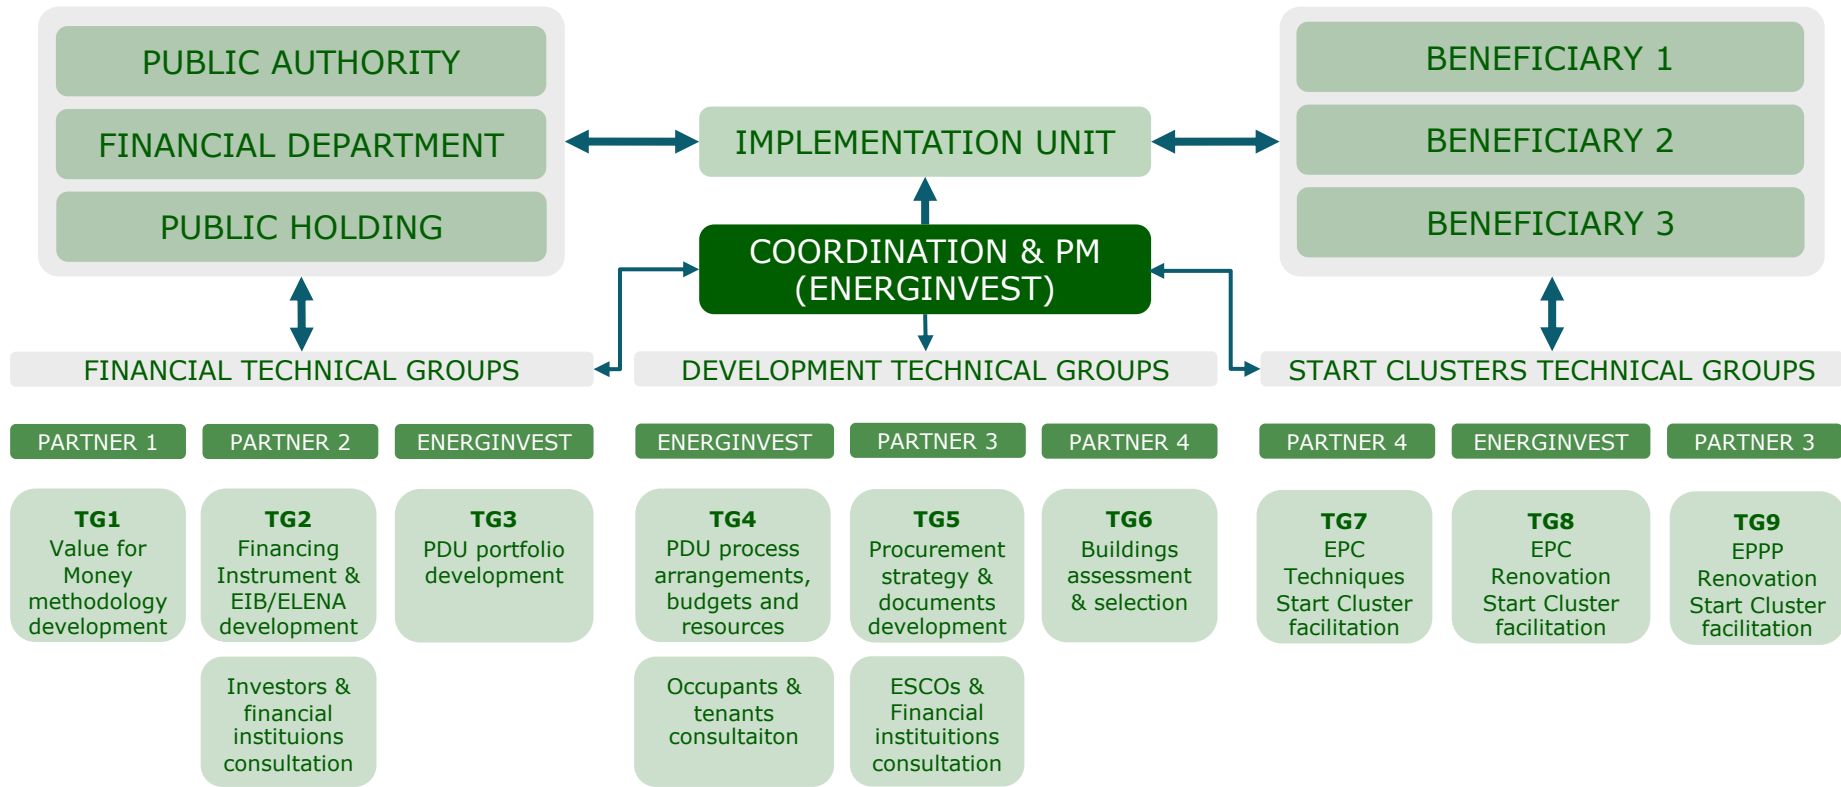 PUBLIC AUTHORITY
FINANCIAL DEPARTMENT
PUBLIC HOLDING
IMPLEMENTATION UNIT
COORDINATION & PM
(ENERGINVEST)
BENEFICIARY 1
BENEFICIARY 2
BENEFICIARY 3
FINANCIAL TECHNICAL GROUPS
DEVELOPMENT TECHNICAL GROUPS
START CLUSTERS TECHNICAL GROUPS
PARTNER 1
PARTNER 2
ENERGINVEST
ENERGINVEST
PARTNER 3
PARTNER 4
PARTNER 4
ENERGINVEST
PARTNER 3
TG1
Value for
Money
methodology
development
TG2
Financing
Instrument &
EIB/ELENA
development
TG3
PDU portfolio
development
TG4
PDU process
arrangements,
budgets and
resources
TG5
Procurement
strategy &
documents
development
TG6
Buildings
assessment
& selection
TG7
EPC
Techniques
Start Cluster
facilitation
TG8
EPC
Renovation
Start Cluster
facilitation
TG9
EPPP
Renovation
Start Cluster
facilitation
Investors &
financial
instituions
consultation
Occupants &
tenants
consultaiton
ESCOs &
Financial
instituitions
consultation